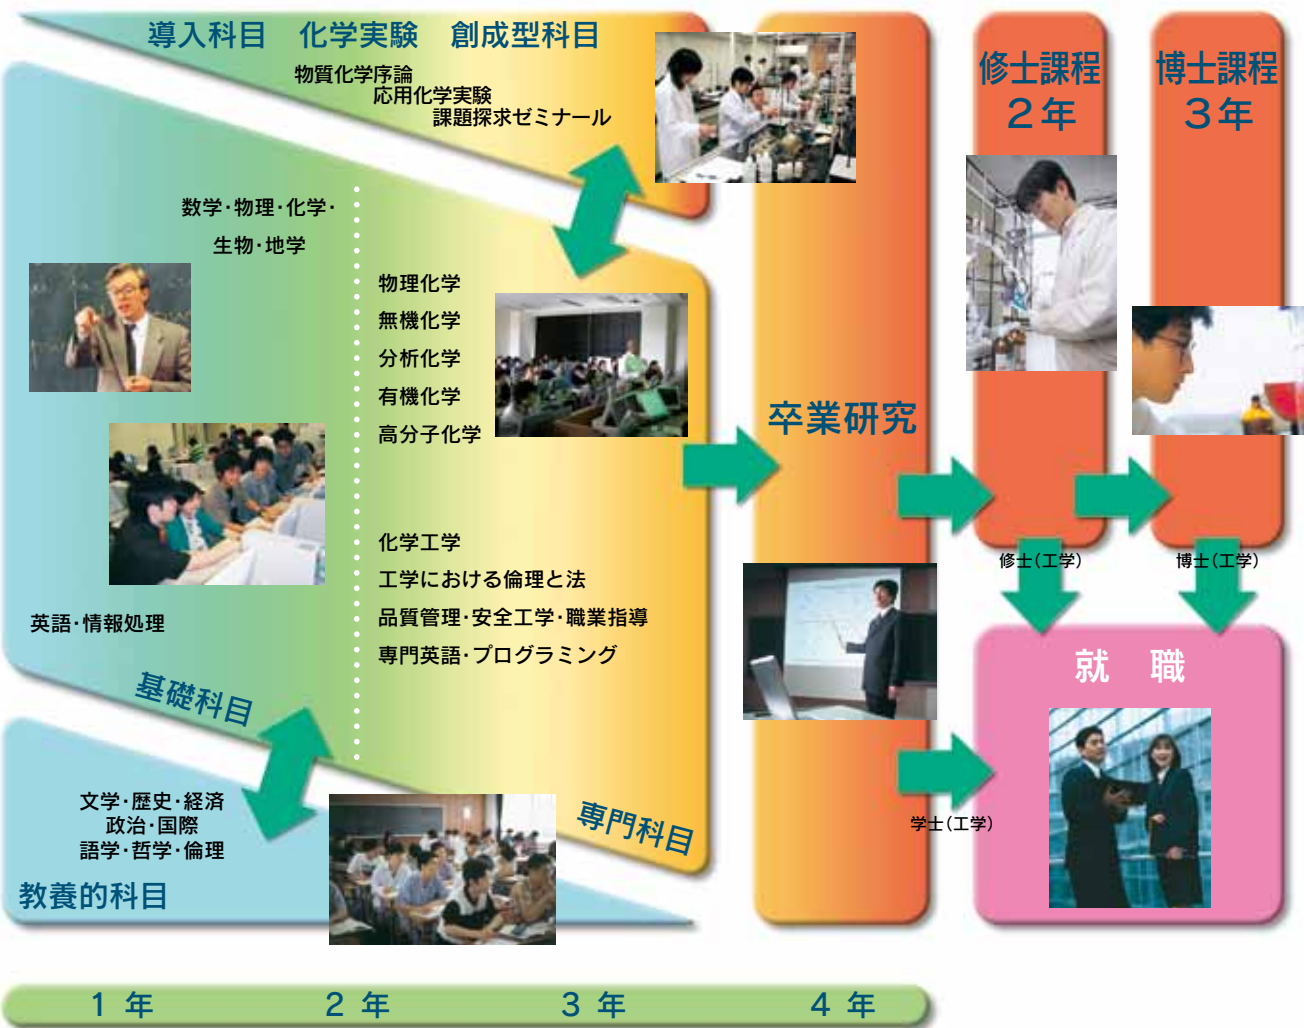 導入科目 化学実験 創成型科目
物質化学序論
応用化学実験
課題探求ゼミナール
修士課程
2年
博士課程
3年
数学・物理・化学・
生物・地学
物理化学
無機化学
分析化学
有機化学
高分子化学
卒業研究
化学工学
工学における倫理と法
品質管理・安全工学・職業指導
専門英語・プログラミング
英語・情報処理
基礎科目
修士（工学）
博士（工学）
就 職
文学・歴史・経済
政治・国際
語学・哲学・倫理
教養的科目
専門科目
学士（工学）
1 年 2 年 3 年 4 年